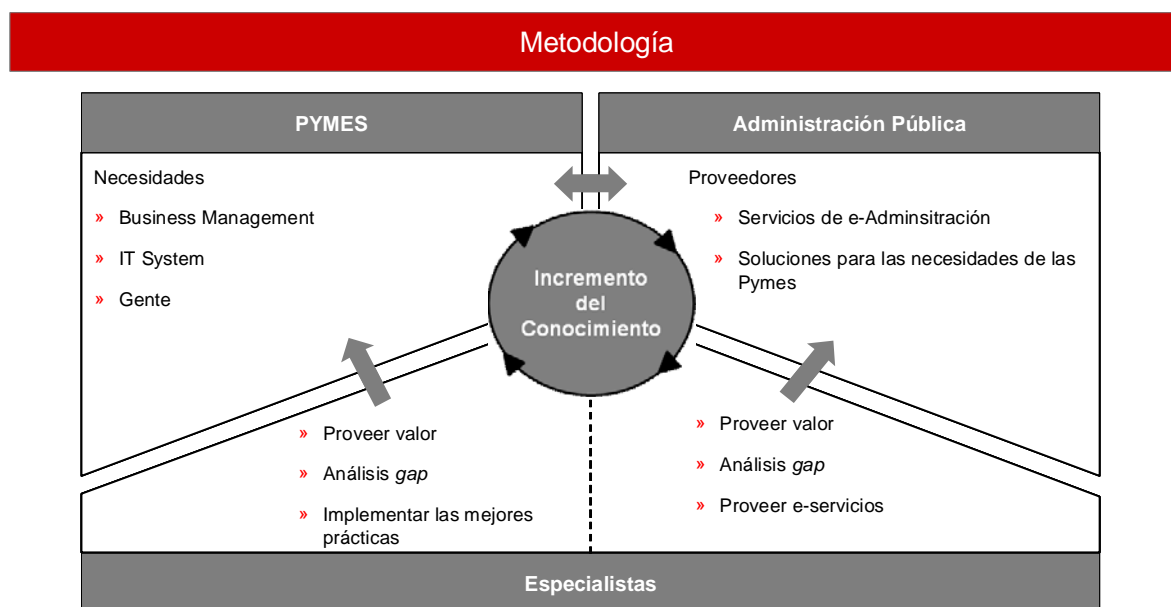 Metodología
PYMES
Administración Pública
Necesidades
» Business Management
» IT System
» Gente
Proveedores
» Servicios de e-Adminsitración
» Soluciones para las necesidades de las
Pymes
Incremento
del
Conocimiento
» Proveer valor
» Análisis gap
» Implementar las mejores
prácticas
» Proveer valor
» Análisis gap
» Proveer e-servicios
Especialistas